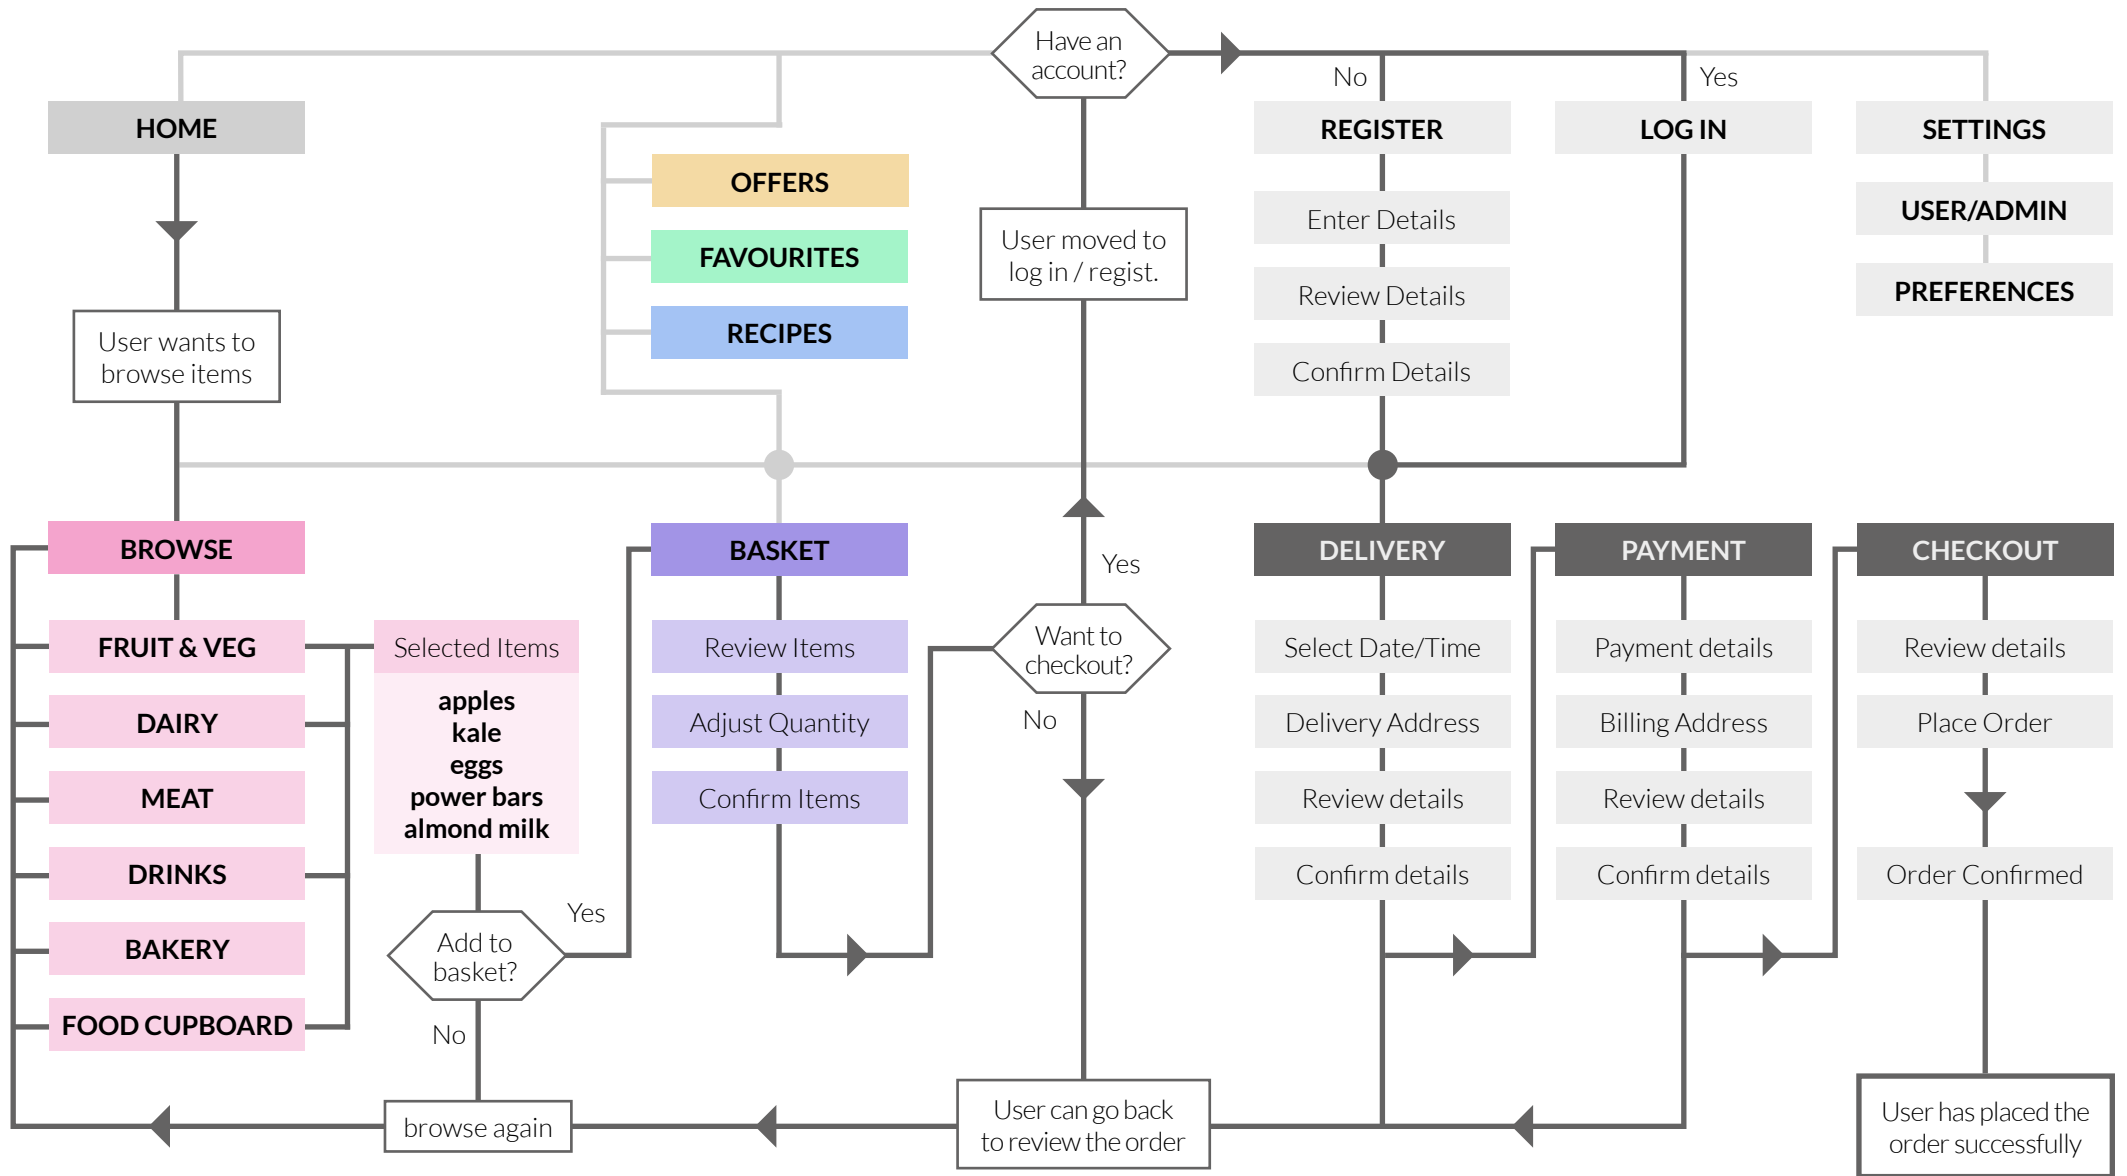 Have an
account?
No
Yes
HOME
REGISTER
LOG IN
SETTINGS
OFFERS
FAVOURITES
RECIPES
User moved to
log in / regist.
Enter Details
Review Details
Confirm Details
USER/ADMIN
PREFERENCES
User wants to
browse items
BROWSE
FRUIT & VEG
DAIRY
MEAT
DRINKS
BAKERY
FOOD CUPBOARD
Selected Items
apples
kale
eggs
power bars
almond milk
Add to
basket?
Yes
No
browse again
BASKET
Review Items
Adjust Quantity
Confirm Items
Yes
Want to
checkout?
No
User can go back
to review the order
DELIVERY
Select Date/Time
Delivery Address
Review details
Confirm details
PAYMENT
Payment details
Billing Address
Review details
Confirm details
CHECKOUT
Review details
Place Order
Order Confirmed
User has placed the
order successfully